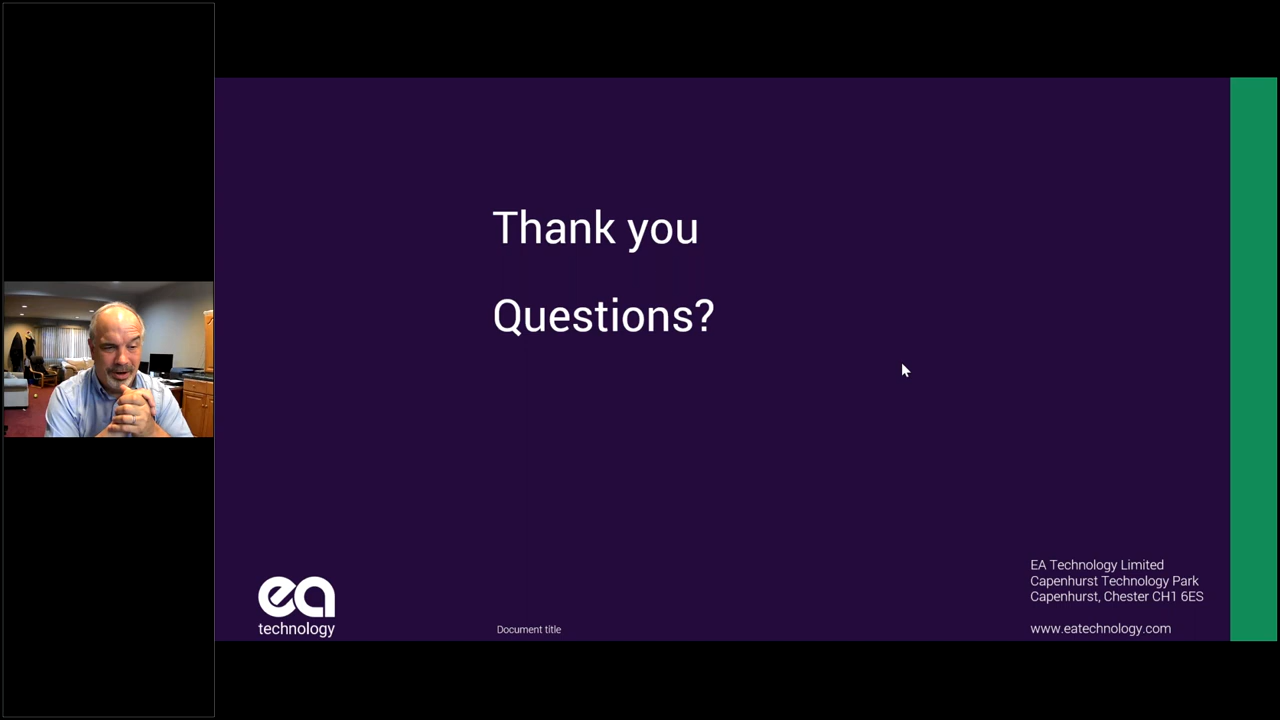 Thank you
Questions?
ea
technology
Document title
EA Technology Limited
Capenhurst Technology Park
Capenhurst, Chester CH1 6ES
www.eatechnology.com